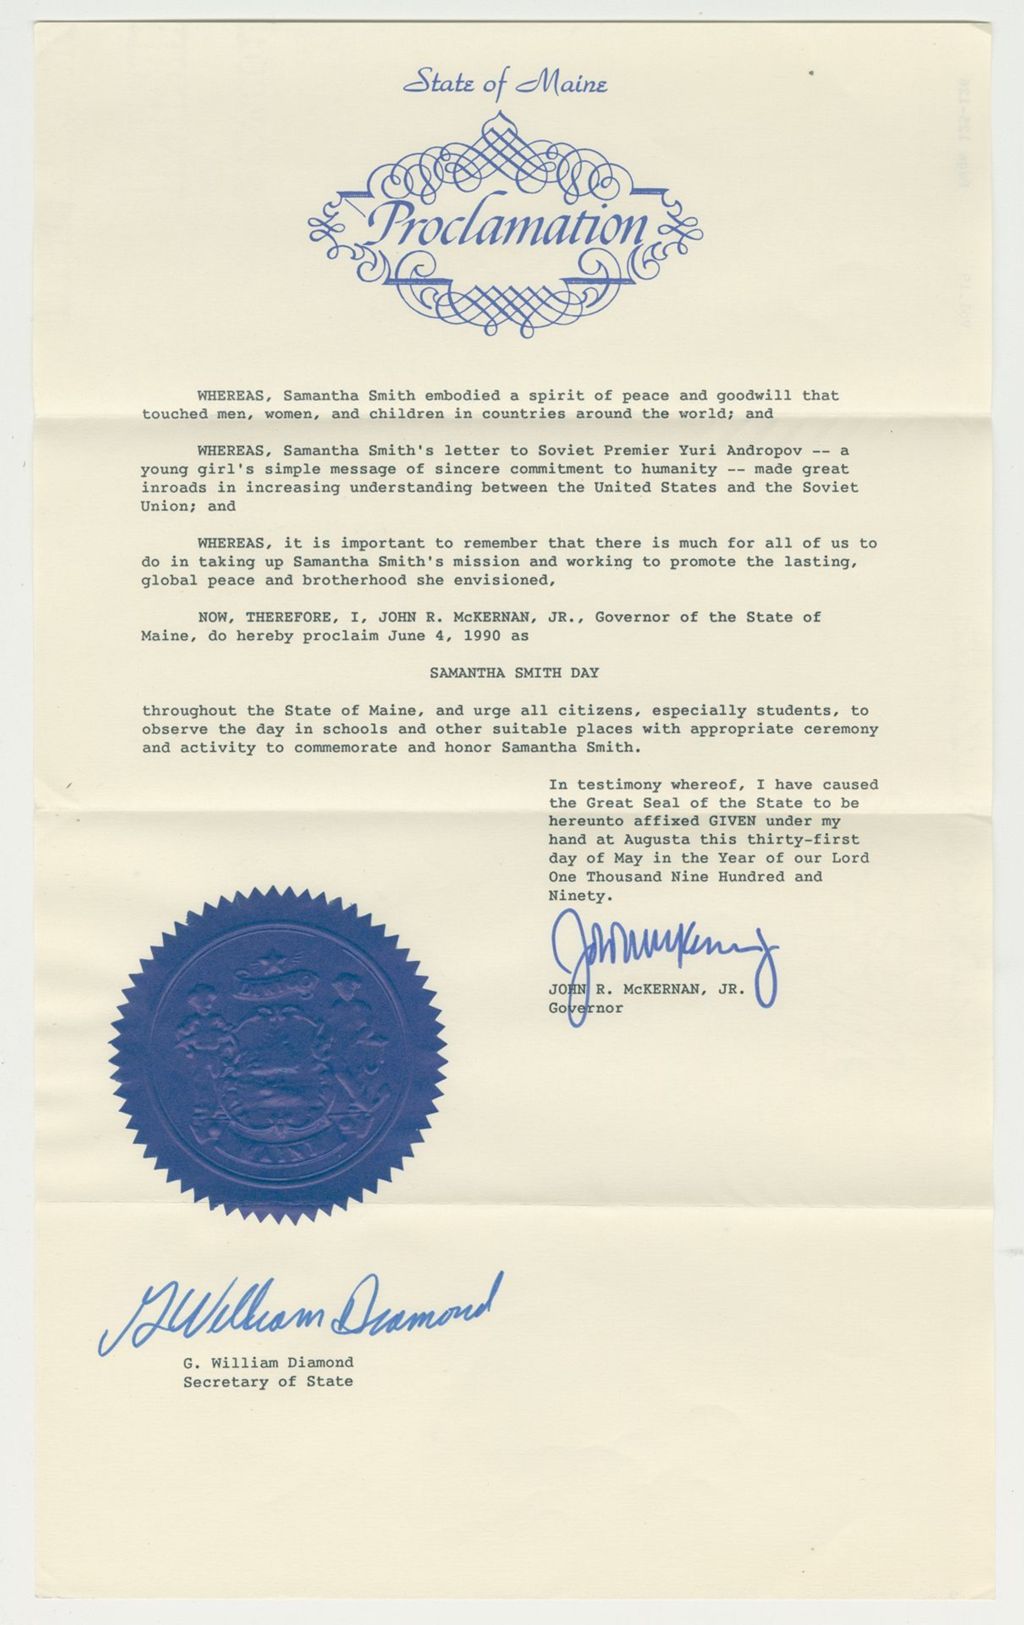 State of Maine
Proclamation
WHEREAS, Samantha Smith embodied a spirit of peace and goodwill that
touched men, women, and children in countries around the world; and
WHEREAS, Samantha Smith's letter to Soviet Premier Yuri Andropov -- a
young girl's simple message of sincere commitment to humanity -- made great
inroads in increasing understanding between the United States and the Soviet
Union; and
WHEREAS, it is important to remember that there is much for all of us to
do in taking up Samantha Smith's mission and working to promote the lasting,
global peace and brotherhood she envisioned,
NOW, THEREFORE, I, JOHN R. McKERNAN, JR., Governor of the State of
Maine, do hereby proclaim June 4, 1990 as
SAMANTHA SMITH DAY
throughout the State of Maine, and urge all citizens, especially students, to
observe the day in schools and other suitable places with appropriate ceremony
and activity to commemorate and honor Samantha Smith.
In testimony whereof, I have caused
the Great Seal of the State to be
hereunto affixed GIVEN under my
hand at Augusta this thirty-first
day of May in the Year of our Lord
One Thousand Nine Hundred and
Ninety.
JOHN R. McKERNAN, JR.
Governor
MAINE
G William Diamond
G. William Diamond
Secretary of State